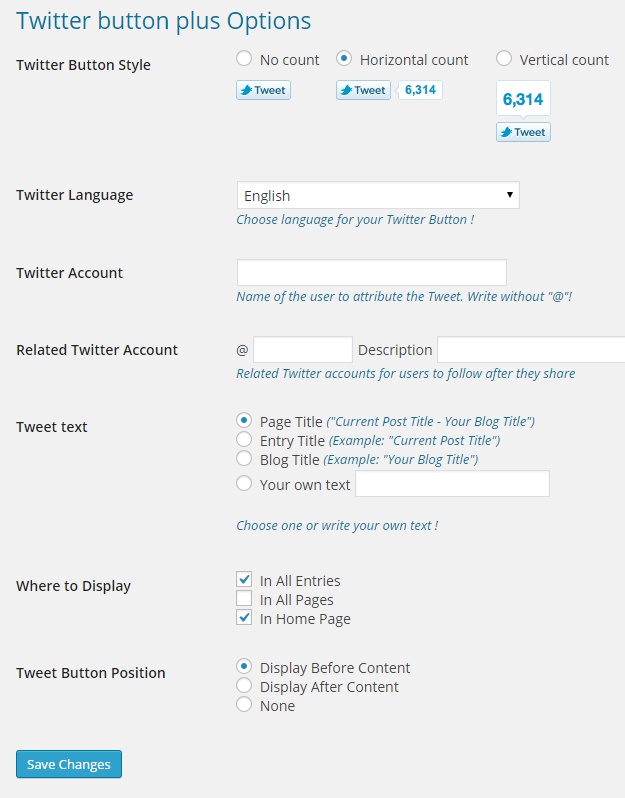 Twitter button plus Options
Twitter Button Style
No count
Horizontal count
Vertical count
Tweet
Tweet
6,314
6,314
Tweet
Twitter Language
English
Choose language for your Twitter Button !
Twitter Account
Name of the user to attribute the Tweet. Write without "@"!
Related Twitter Account
@
Description
Related Twitter accounts for users to follow after they share
Tweet text
Page Title ("Current Post Title - Your Blog Title")
Entry Title (Example: "Current Post Title")
Blog Title (Example: "Your Blog Title")
Your own text
Choose one or write your own text !
Where to Display
In All Entries
In All Pages
In Home Page
Tweet Button Position
Display Before Content
Display After Content
None
Save Changes